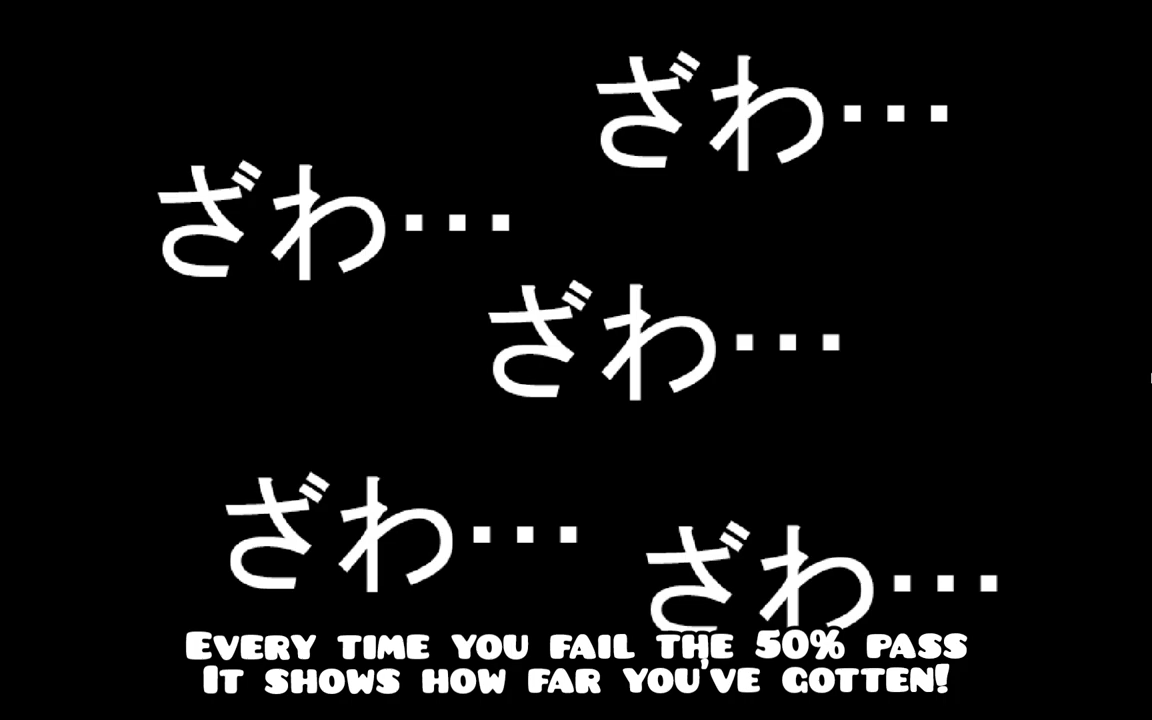 ざわ…
ざわ…
ざわ…
ざわ…
ざわ…
EVERY TIME YOU FAIL THE 50% PASS
IT SHOWS HOW FAR YOU'VE GOTTEN!